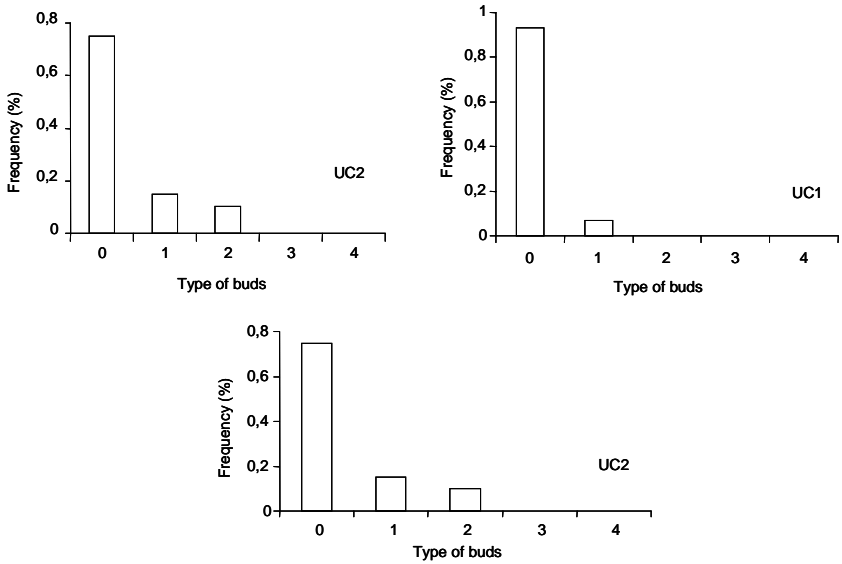 0,8
0,6
0,4
0,2
0
Frequency (%)
UC2
0 1 2 3 4
Type of buds
1
0,8
0,6
0,4
0,2
0
Frequency (%)
UC1
0 1 2 3 4
Type of buds
0,8
0,6
0,4
0,2
0
Frequency (%)
UC2
0 1 2 3 4
Type of buds